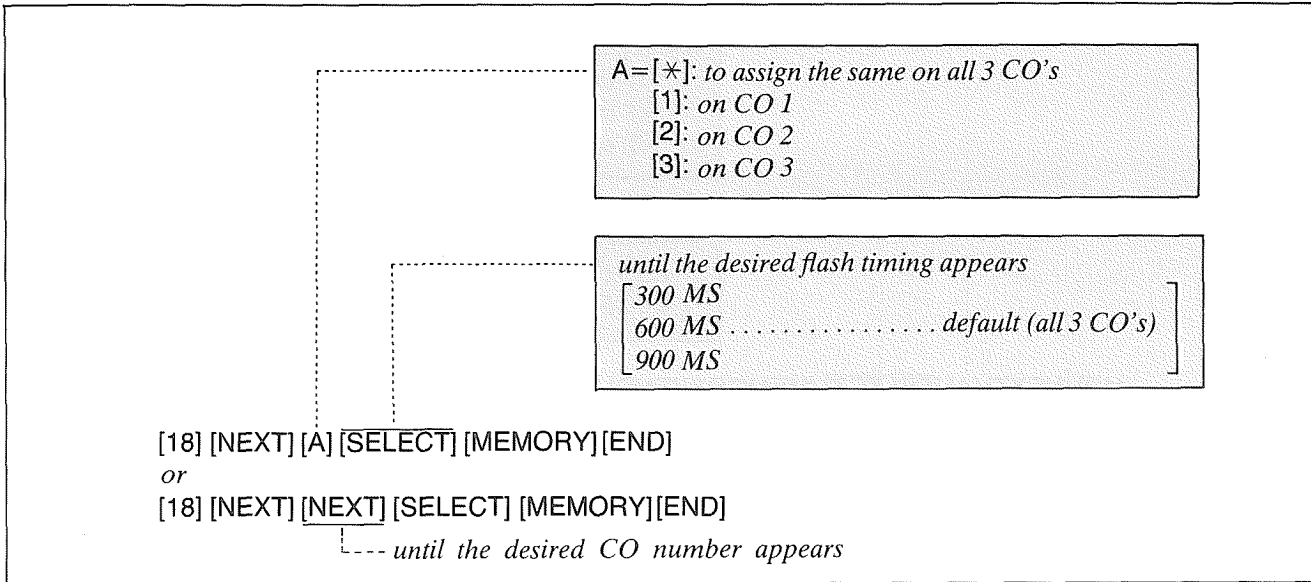 A=[✳]: to assign the same on all 3 CO's
[1]: on CO 1
[2]: on CO 2
[3]: on CO 3
until the desired flash timing appears
300 MS
600 MS ................ default (all 3 CO's)
900 MS
[18] [NEXT] [A] [SELECT] [MEMORY] [END]
or
[18] [NEXT] [NEXT] [SELECT] [MEMORY] [END]
until the desired CO number appears